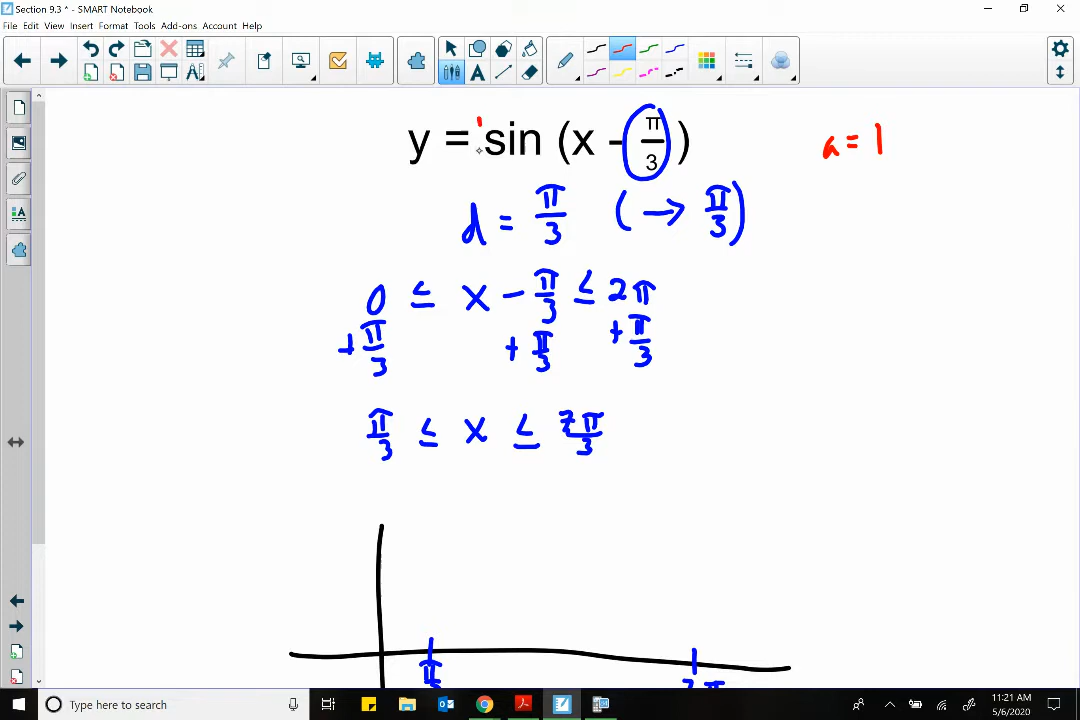 Section 9.3 * - SMART Notebook
File Edit View Insert Format Tools Add-ons Account Help
y = ' sin (x - π/3)
a = 1
d = π/3 (→ π/3)
0 ≤ x - π/3 ≤ 2π
+π/3 +π/3 +π/3
π/3 ≤ x ≤ 7π/3
Type here to search
11:21 AM
5/6/2020